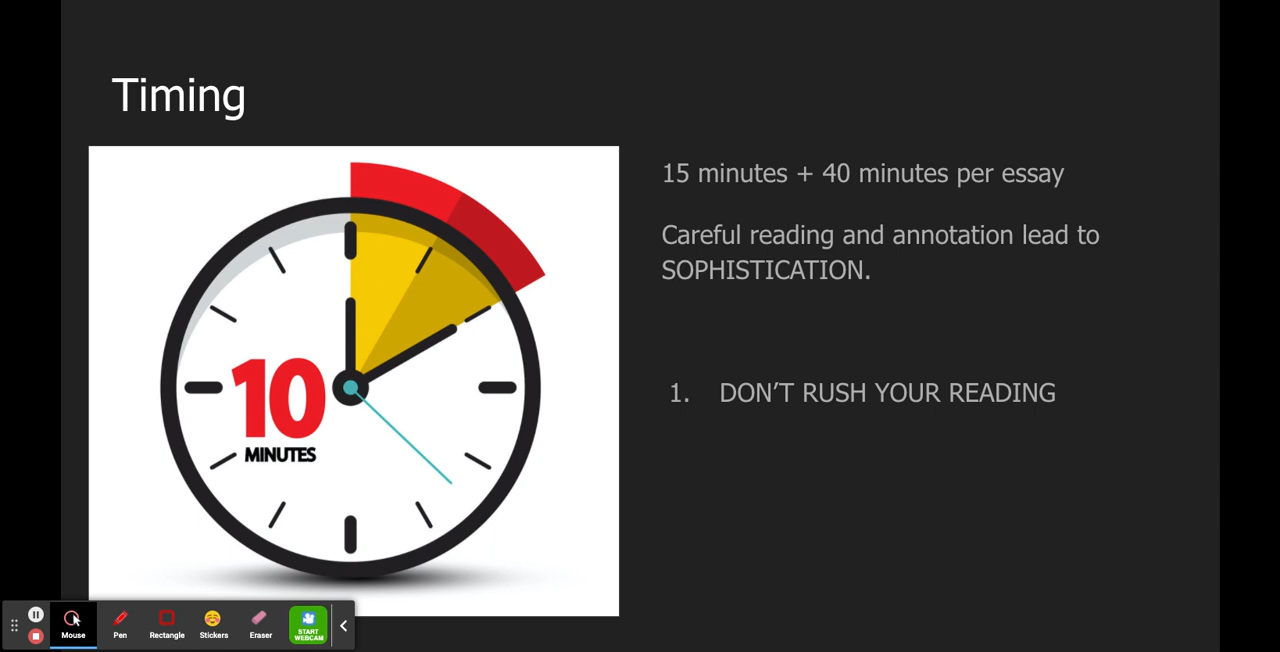 Timing
15 minutes + 40 minutes per essay
Careful reading and annotation lead to
SOPHISTICATION.
1. DON’T RUSH YOUR READING
10
MINUTES
Mouse
Pen
Rectangle
Stickers
Eraser
START
WEBCAM